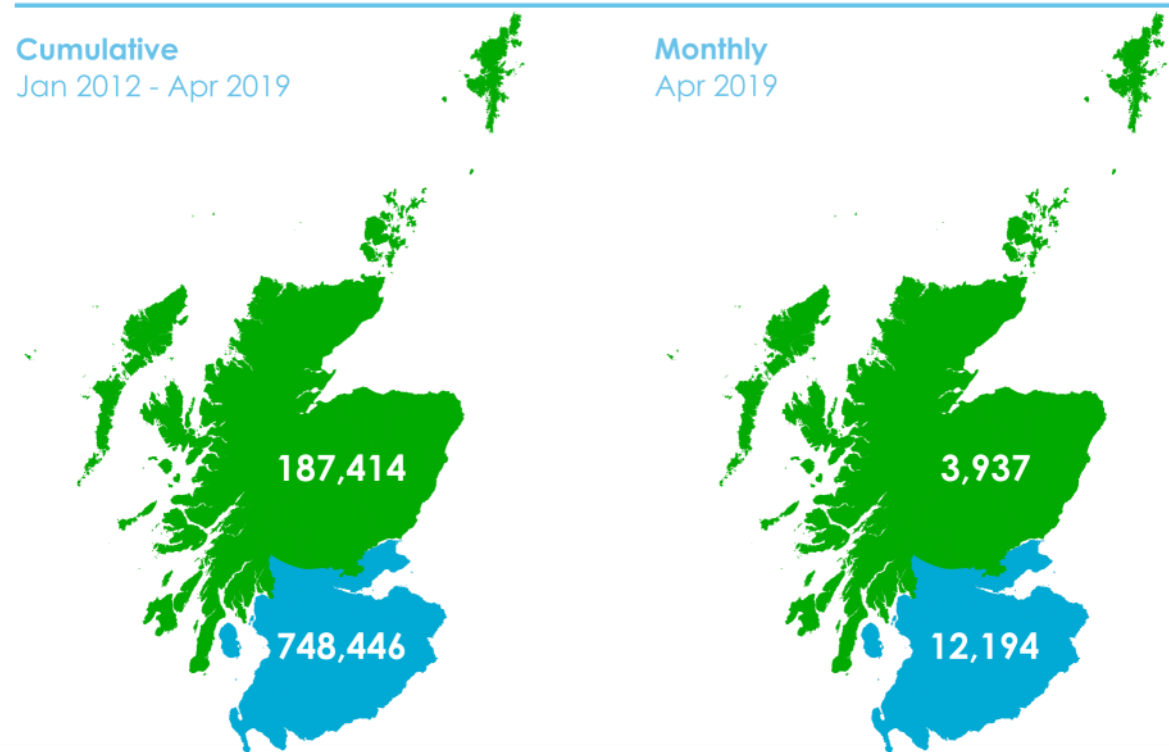 Cumulative
Jan 2012 - Apr 2019
187,414
748,446
Monthly
Apr 2019
3,937
12,194